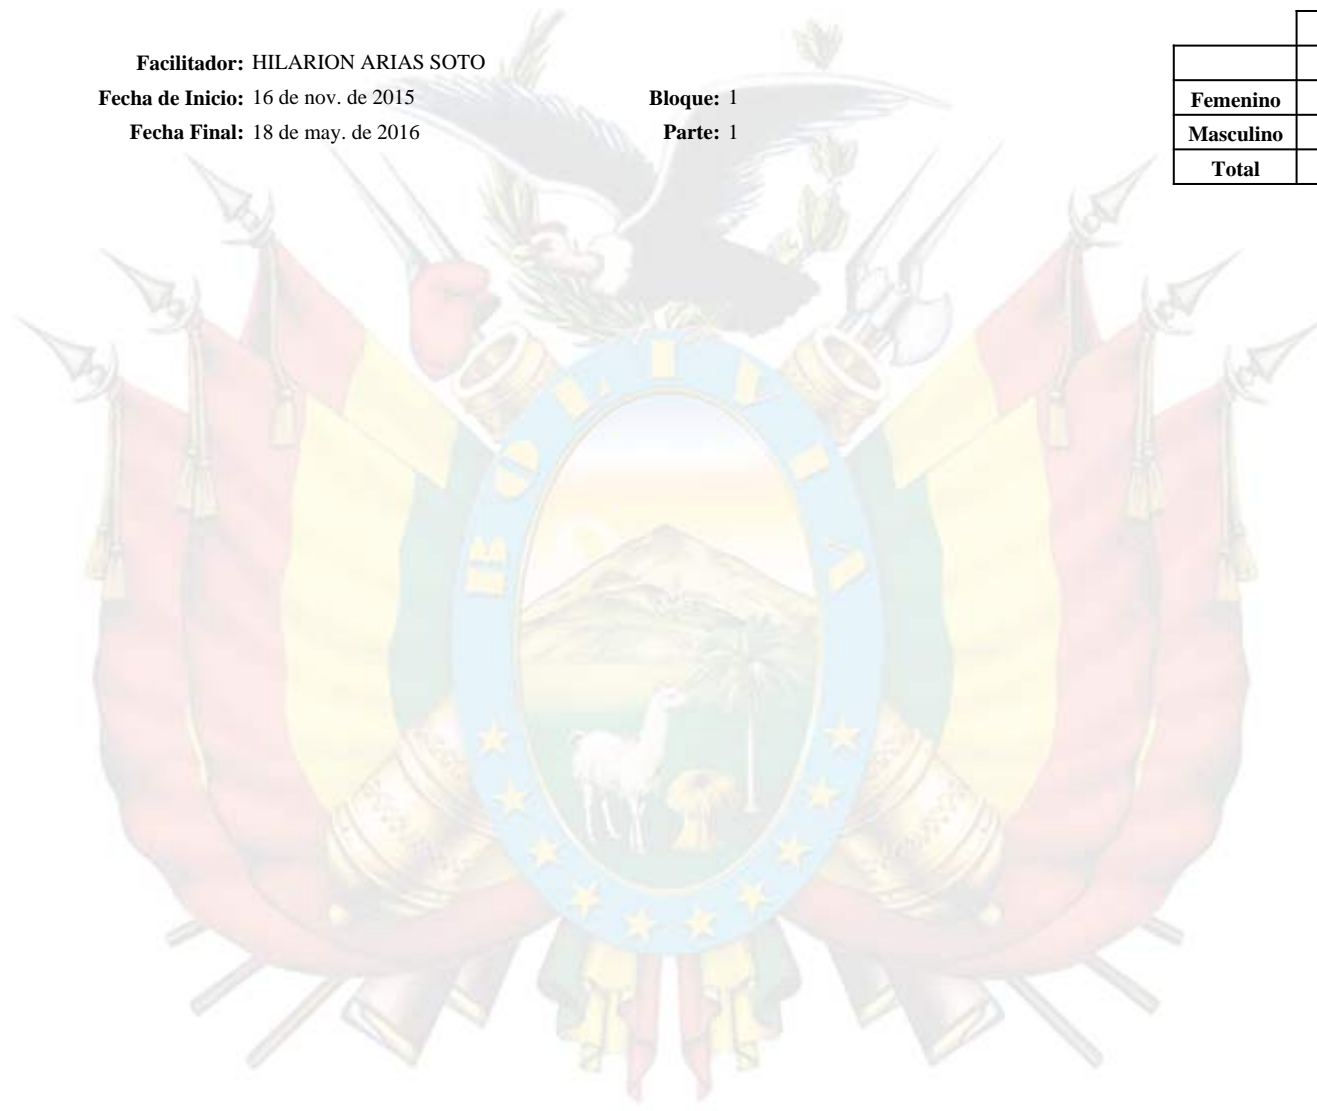 Facilitador: HILARION ARIAS SOTO
Fecha de Inicio: 16 de nov. de 2015 Bloque: 1
Fecha Final: 18 de may. de 2016 Parte: 1
Femenino
Masculino
Total
BOLIVIA